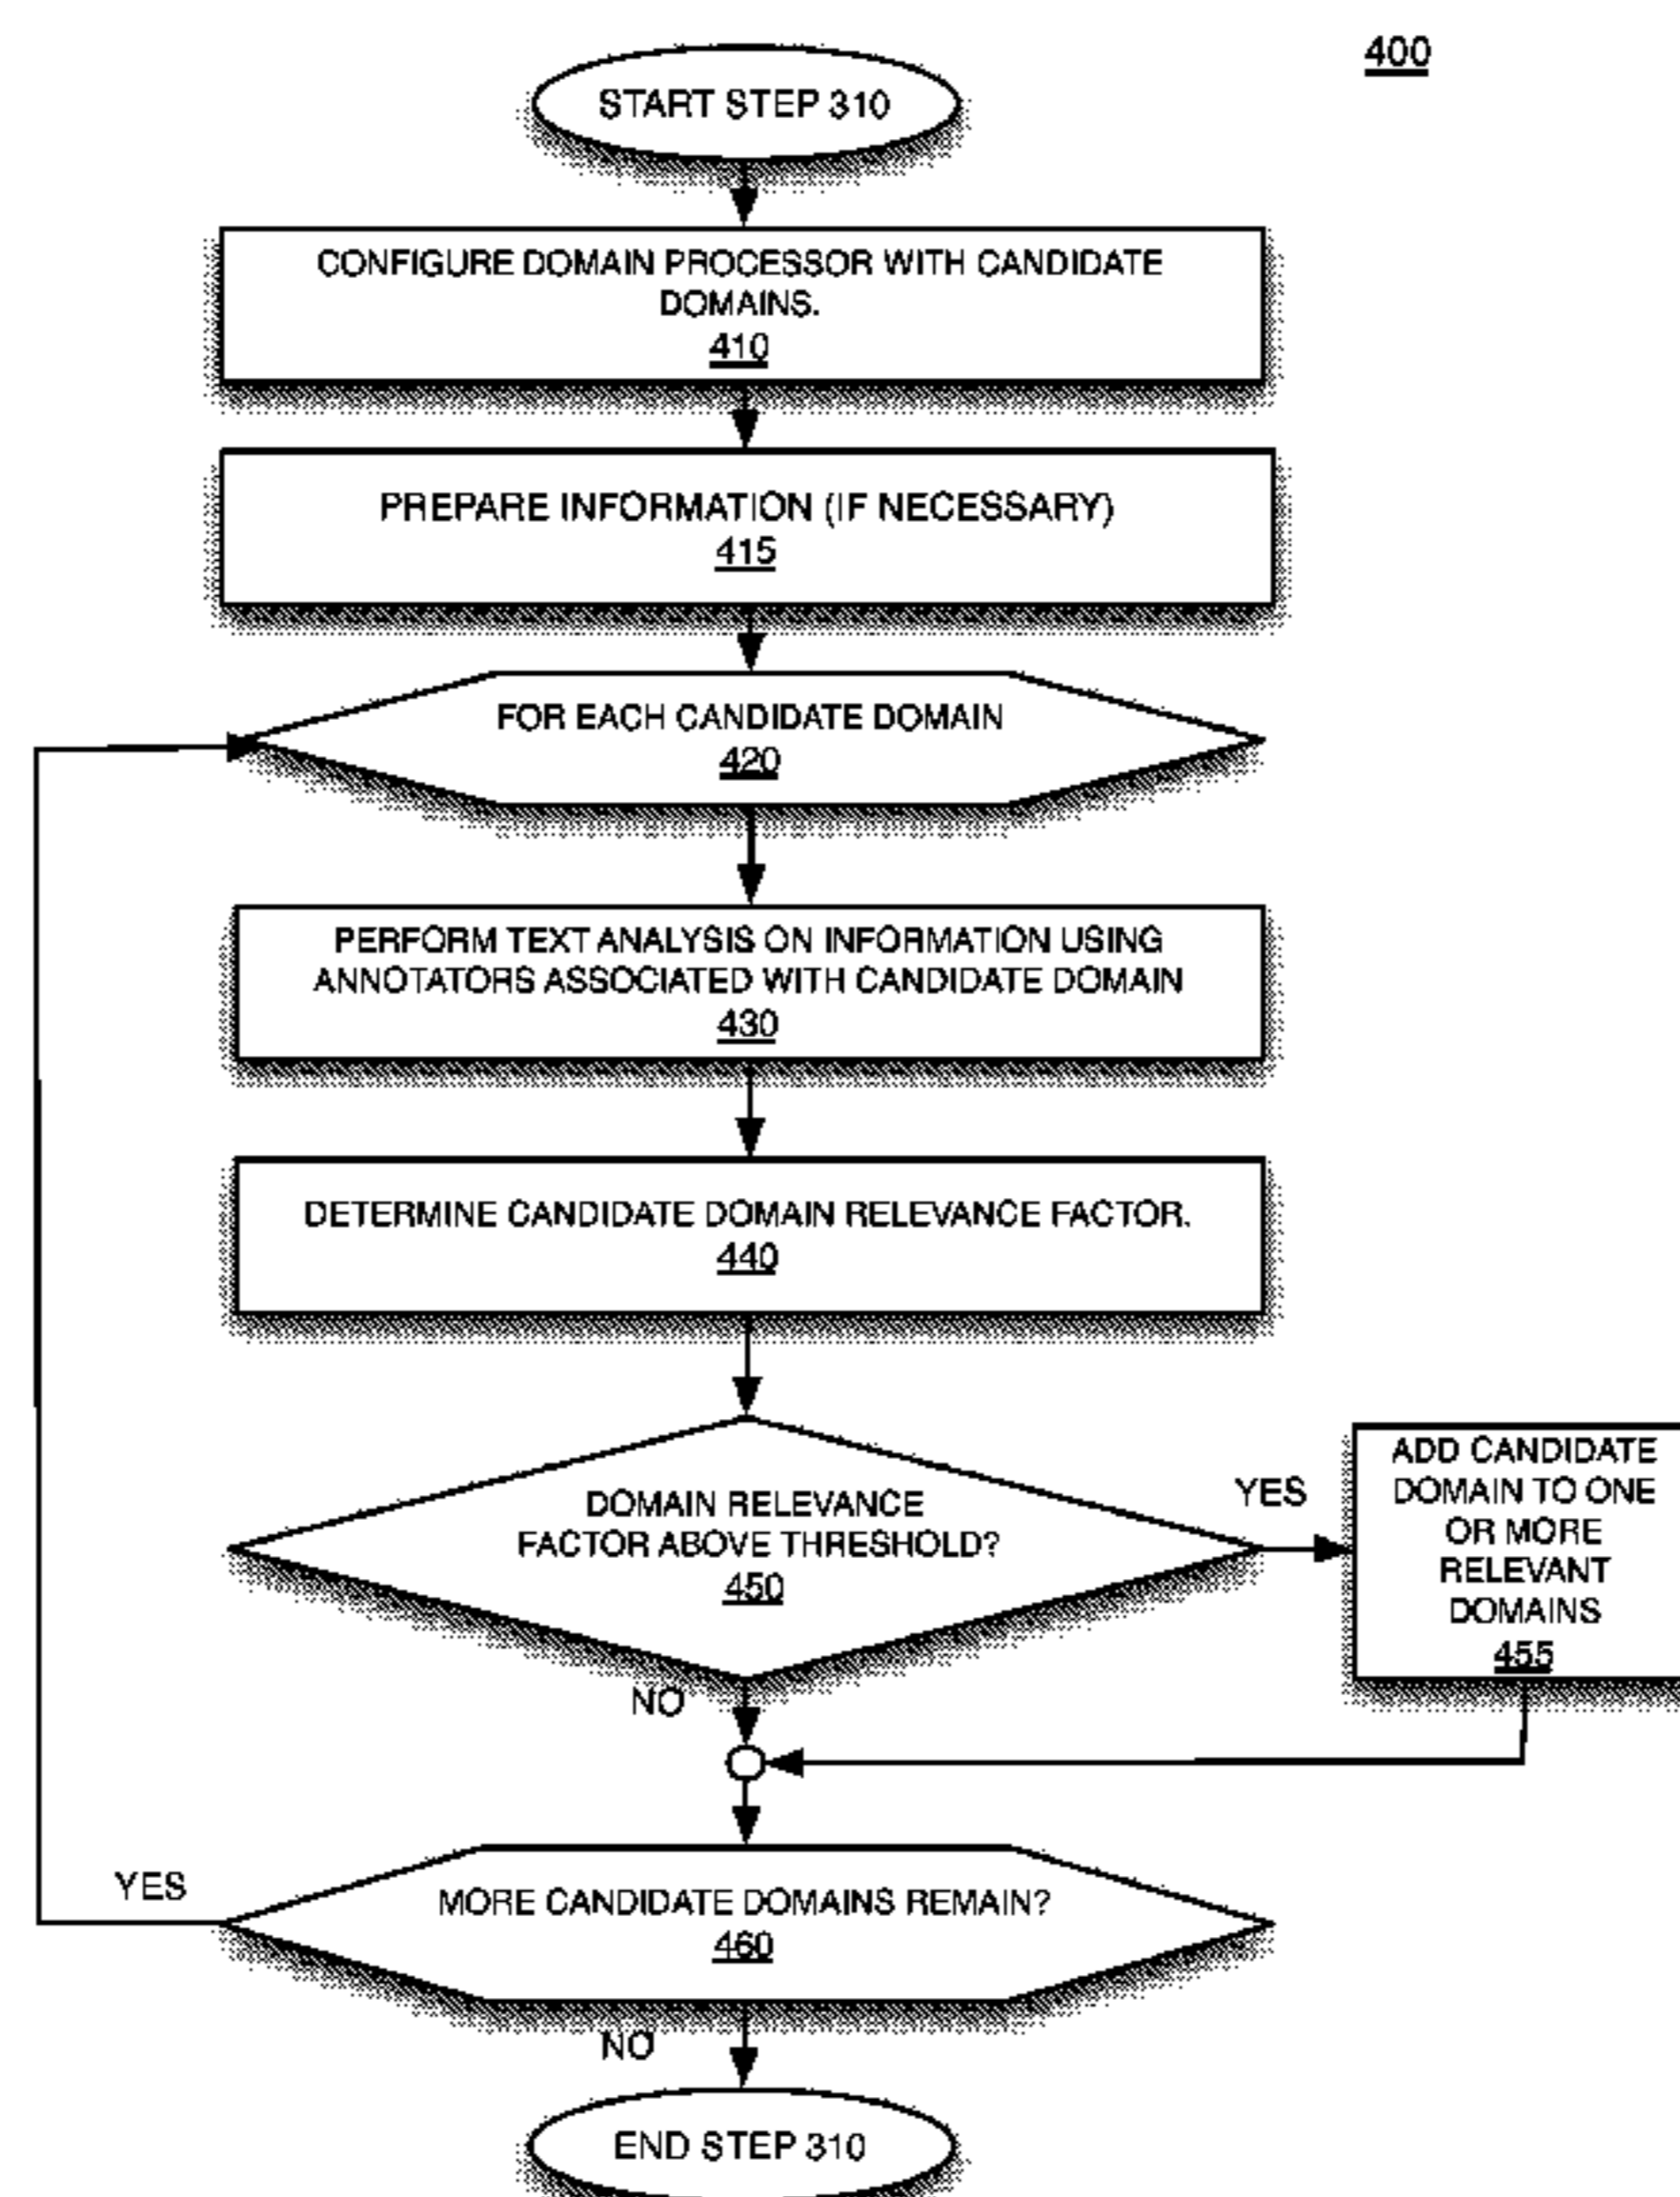 400
START STEP 310
CONFIGURE DOMAIN PROCESSOR WITH CANDIDATE
DOMAINS.
410
PREPARE INFORMATION (IF NECESSARY)
415
FOR EACH CANDIDATE DOMAIN
420
PERFORM TEXT ANALYSIS ON INFORMATION USING
ANNOTATORS ASSOCIATED WITH CANDIDATE DOMAIN
430
DETERMINE CANDIDATE DOMAIN RELEVANCE FACTOR.
440
DOMAIN RELEVANCE
FACTOR ABOVE THRESHOLD?
450
YES
ADD CANDIDATE
DOMAIN TO ONE
OR MORE
RELEVANT
DOMAINS
455
NO
YES
MORE CANDIDATE DOMAINS REMAIN?
460
NO
END STEP 310